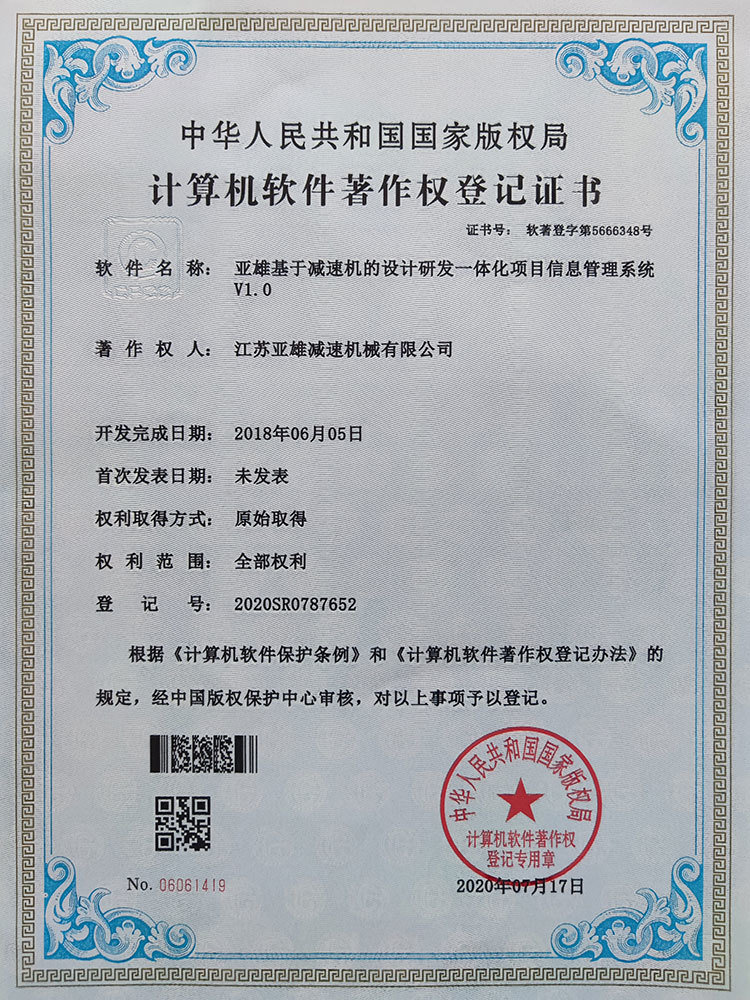 中华人民共和国国家版权局
计算机软件著作权登记证书
证书号: 软著登字第5666348号
软件名称: 亚雄基于减速机的设计研发一体化项目信息管理系统
V1.0
著作权人: 江苏亚雄减速机械有限公司
开发完成日期: 2018年06月05日
首次发表日期: 未发表
权利取得方式: 原始取得
权利范围: 全部权利
登记号: 2020SR0787652
根据《计算机软件保护条例》和《计算机软件著作权登记办法》的
规定，经中国版权保护中心审核，对以上事项予以登记。
中华人民共和国国家版权局
计算机软件著作权
登记专用章
No. 06061419
2020年07月17日